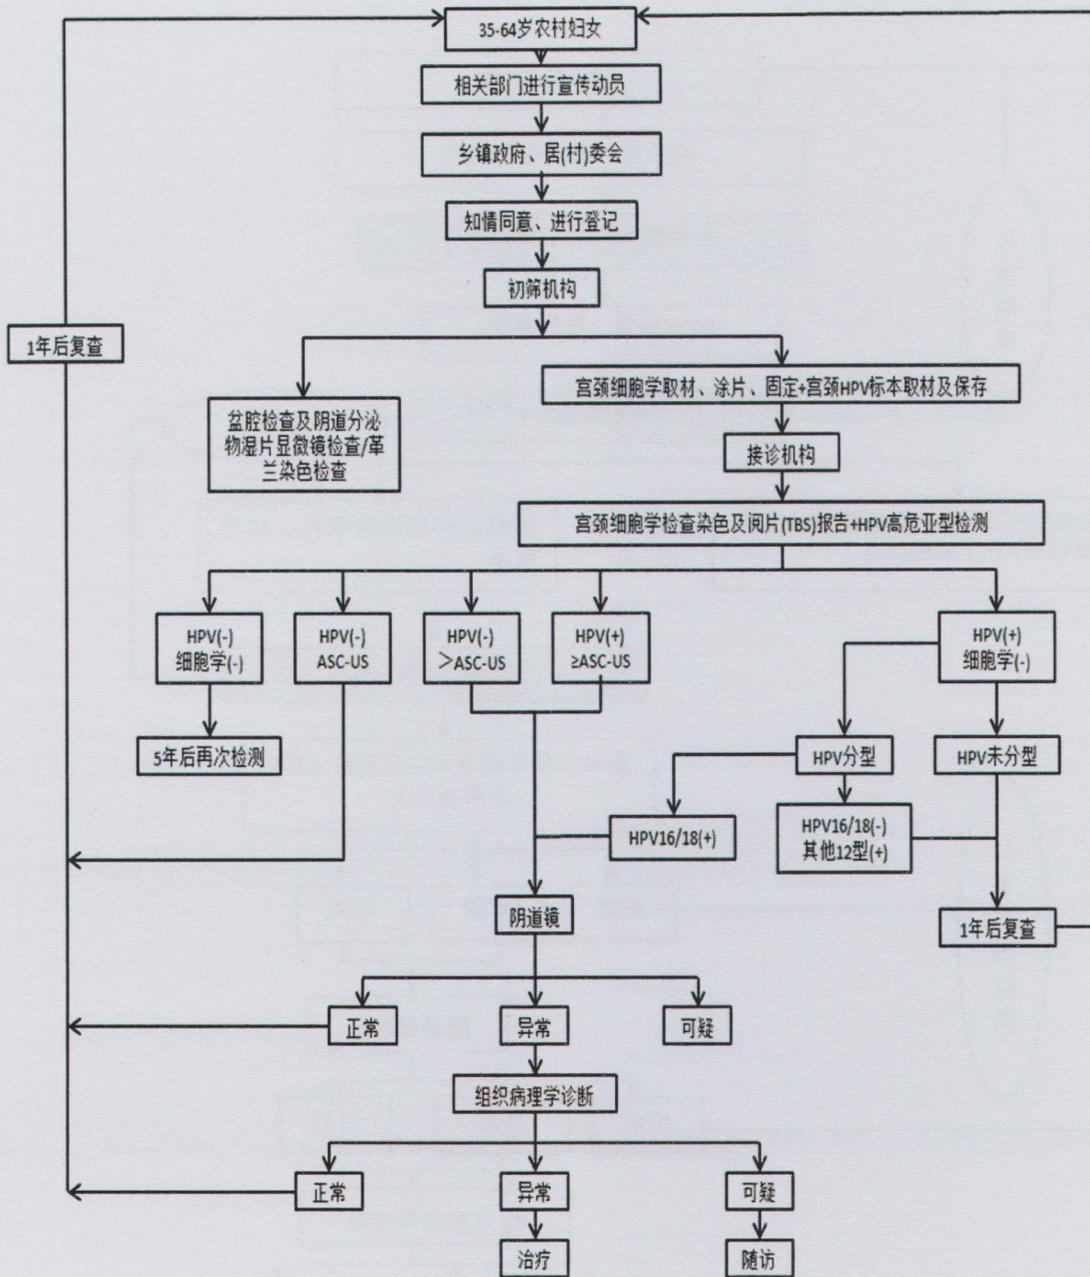 35-64岁农村妇女
相关部门进行宣传动员
乡镇政府、居(村)委会
知情同意、进行登记
初筛机构
1年后复查
宫颈细胞学取材、涂片、固定+宫颈HPV标本取材及保存
盆腔检查及阴道分泌
物湿片显微镜检查/革
兰染色检查
接诊机构
宫颈细胞学检查染色及阅片(TBS)报告+HPV高危亚型检测
HPV(-)
细胞学(-)
HPV(-)
ASC-US
HPV(-)
＞ASC-US
HPV(+)
≥ASC-US
HPV(+)
细胞学(-)
5年后再次检测
HPV分型
HPV未分型
HPV16/18(+)
HPV16/18(-)
其他12型(+)
阴道镜
1年后复查
正常
异常
可疑
组织病理学诊断
正常
异常
可疑
治疗
随访